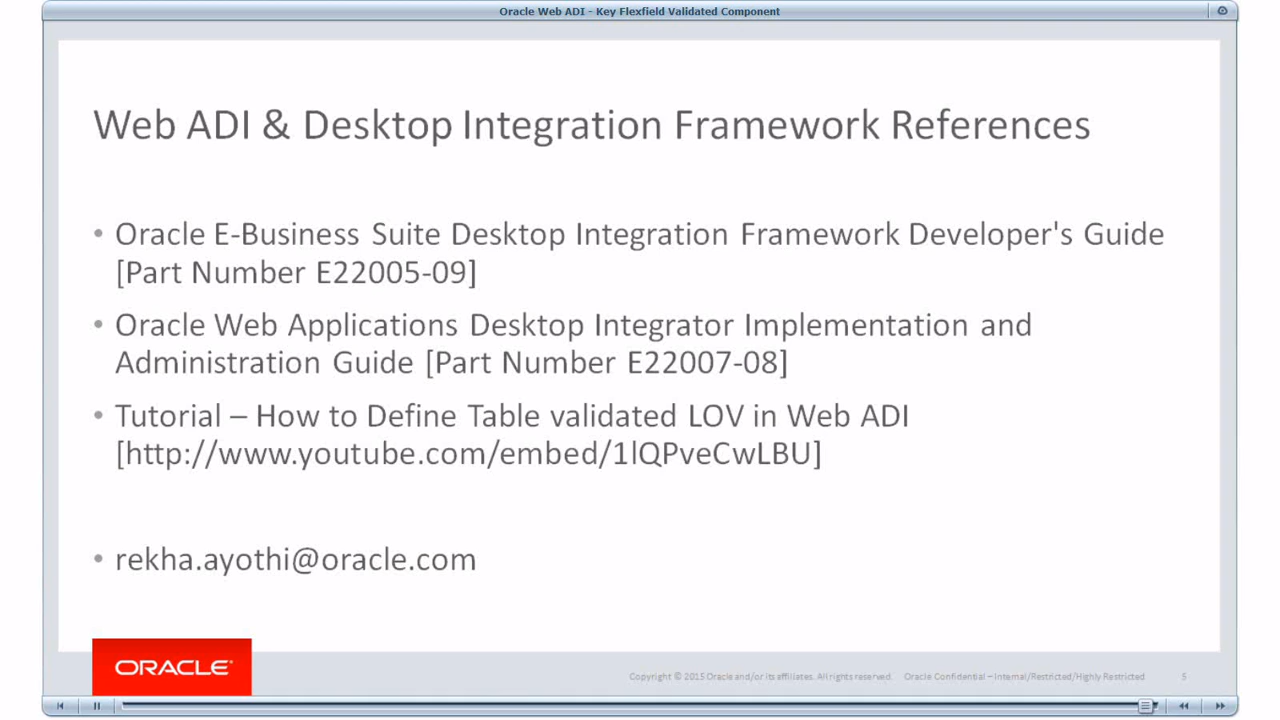 Oracle Web ADI - Key Flexfield Validated Component
Web ADI & Desktop Integration Framework References
• Oracle E-Business Suite Desktop Integration Framework Developer's Guide
[Part Number E22005-09]
• Oracle Web Applications Desktop Integrator Implementation and
Administration Guide [Part Number E22007-08]
• Tutorial – How to Define Table validated LOV in Web ADI
[http://www.youtube.com/embed/1lQPveCwLBU]
• rekha.ayothi@oracle.com
ORACLE
Copyright © 2015 Oracle and/or its affiliates. All rights reserved. Oracle Confidential – Internal/Restricted/Highly Restricted 5